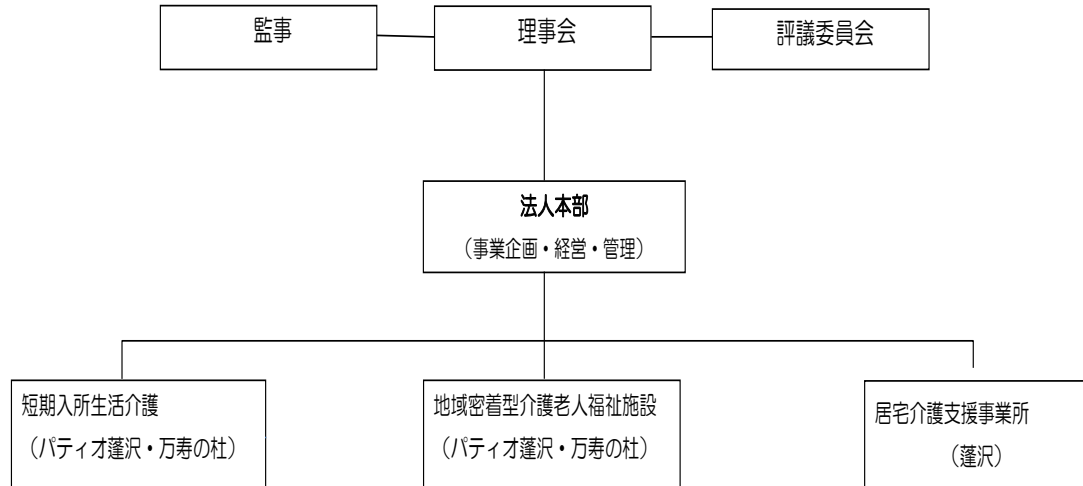 監事
理事会
評議委員会
法人本部
（事業企画・経営・管理）
短期入所生活介護
（パティオ蓬沢・万寿の杜）
地域密着型介護老人福祉施設
（パティオ蓬沢・万寿の杜）
居宅介護支援事業所
（蓬沢）